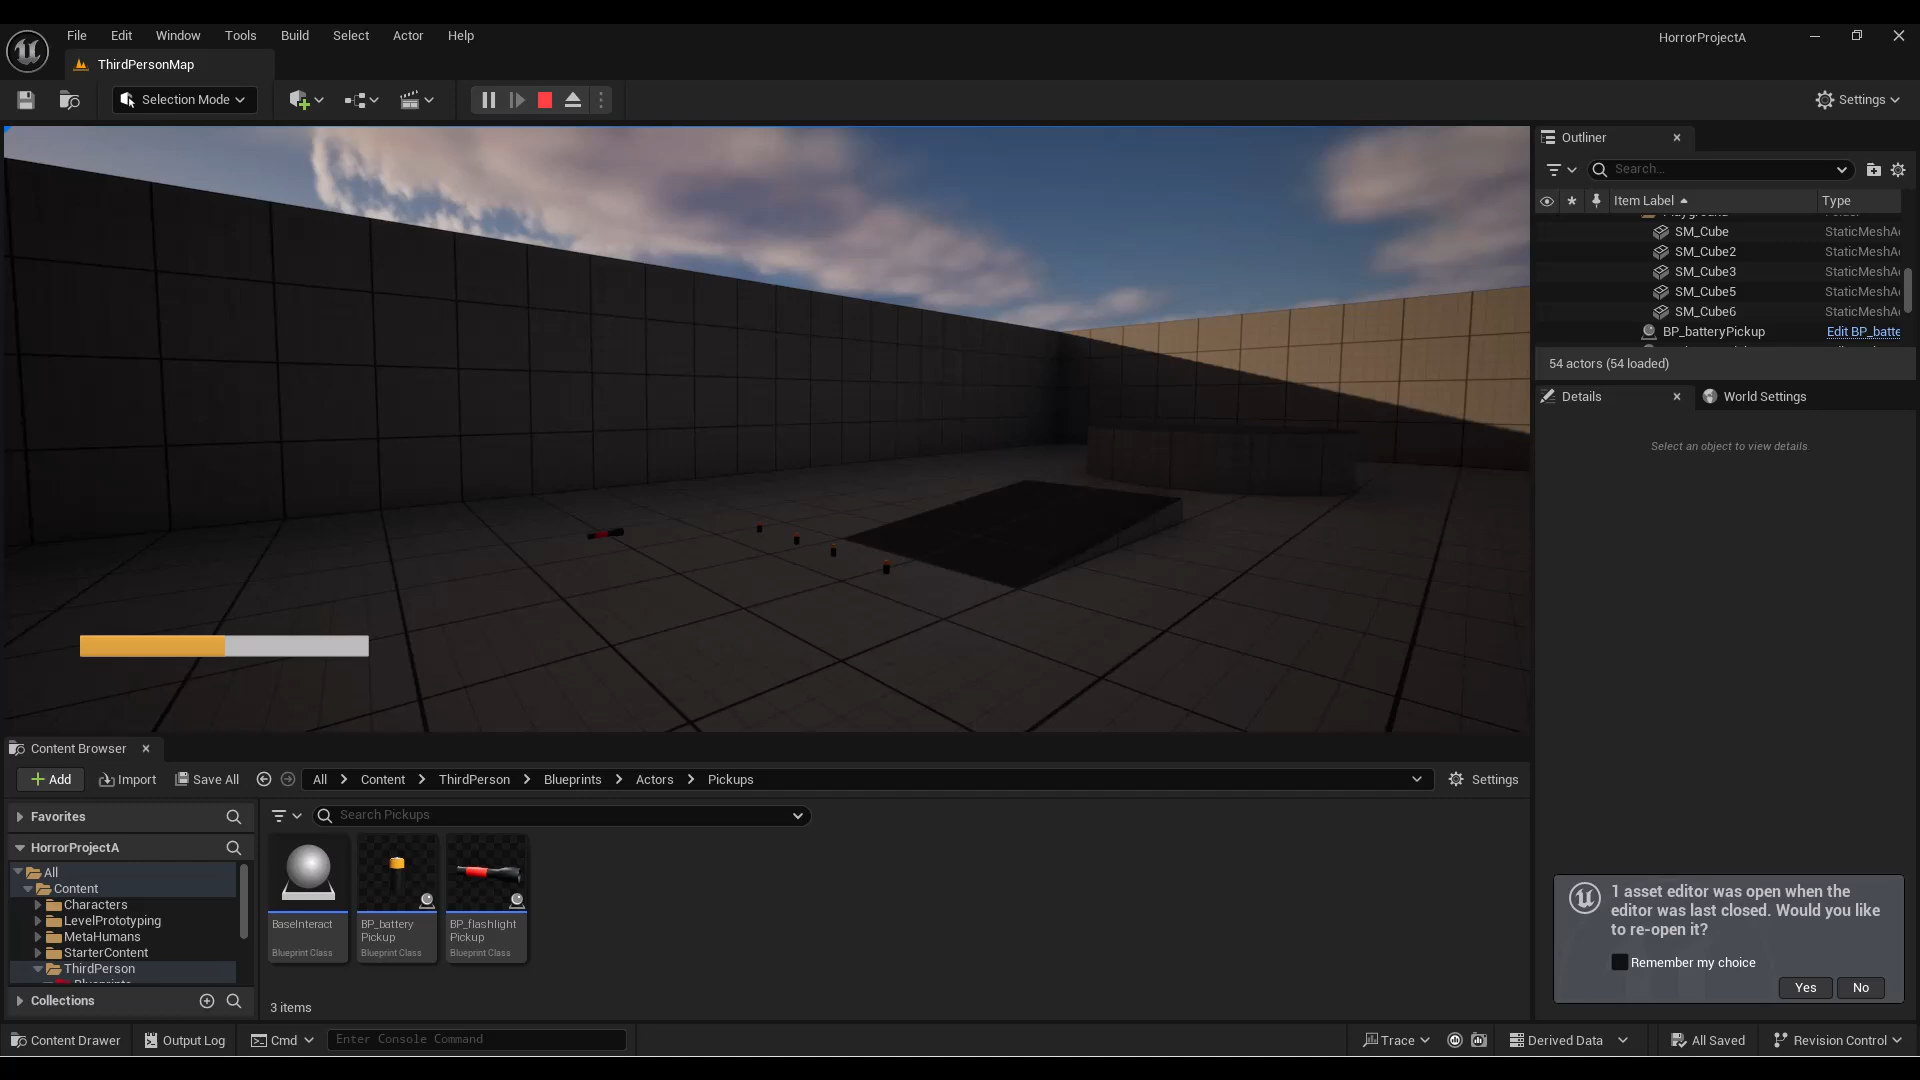 File Edit Window Tools Build Select Actor Help
HorrorProjectA
ThirdPersonMap
Selection Mode
Settings
Outliner
Search...
Item Label Type
SM_Cube StaticMeshA
SM_Cube2 StaticMeshA
SM_Cube3 StaticMeshA
SM_Cube5 StaticMeshA
SM_Cube6 StaticMeshA
BP_batteryPickup Edit BP_batte
54 actors (54 loaded)
Details World Settings
Select an object to view details.
Content Browser
Add Import Save All All Content ThirdPerson Blueprints Actors Pickups Settings
Favorites
Search Pickups
HorrorProjectA
All
Content
Characters
LevelPrototyping
MetaHumans
StarterContent
ThirdPerson
Collections
BaseInteract
Blueprint Class
BP_battery
Pickup
Blueprint Class
BP_flashlight
Pickup
Blueprint Class
3 items
1 asset editor was open when the
editor was last closed. Would you like
to re-open it?
Remember my choice
Yes No
Content Drawer Output Log Cmd Enter Console Command Trace Derived Data All Saved Revision Control